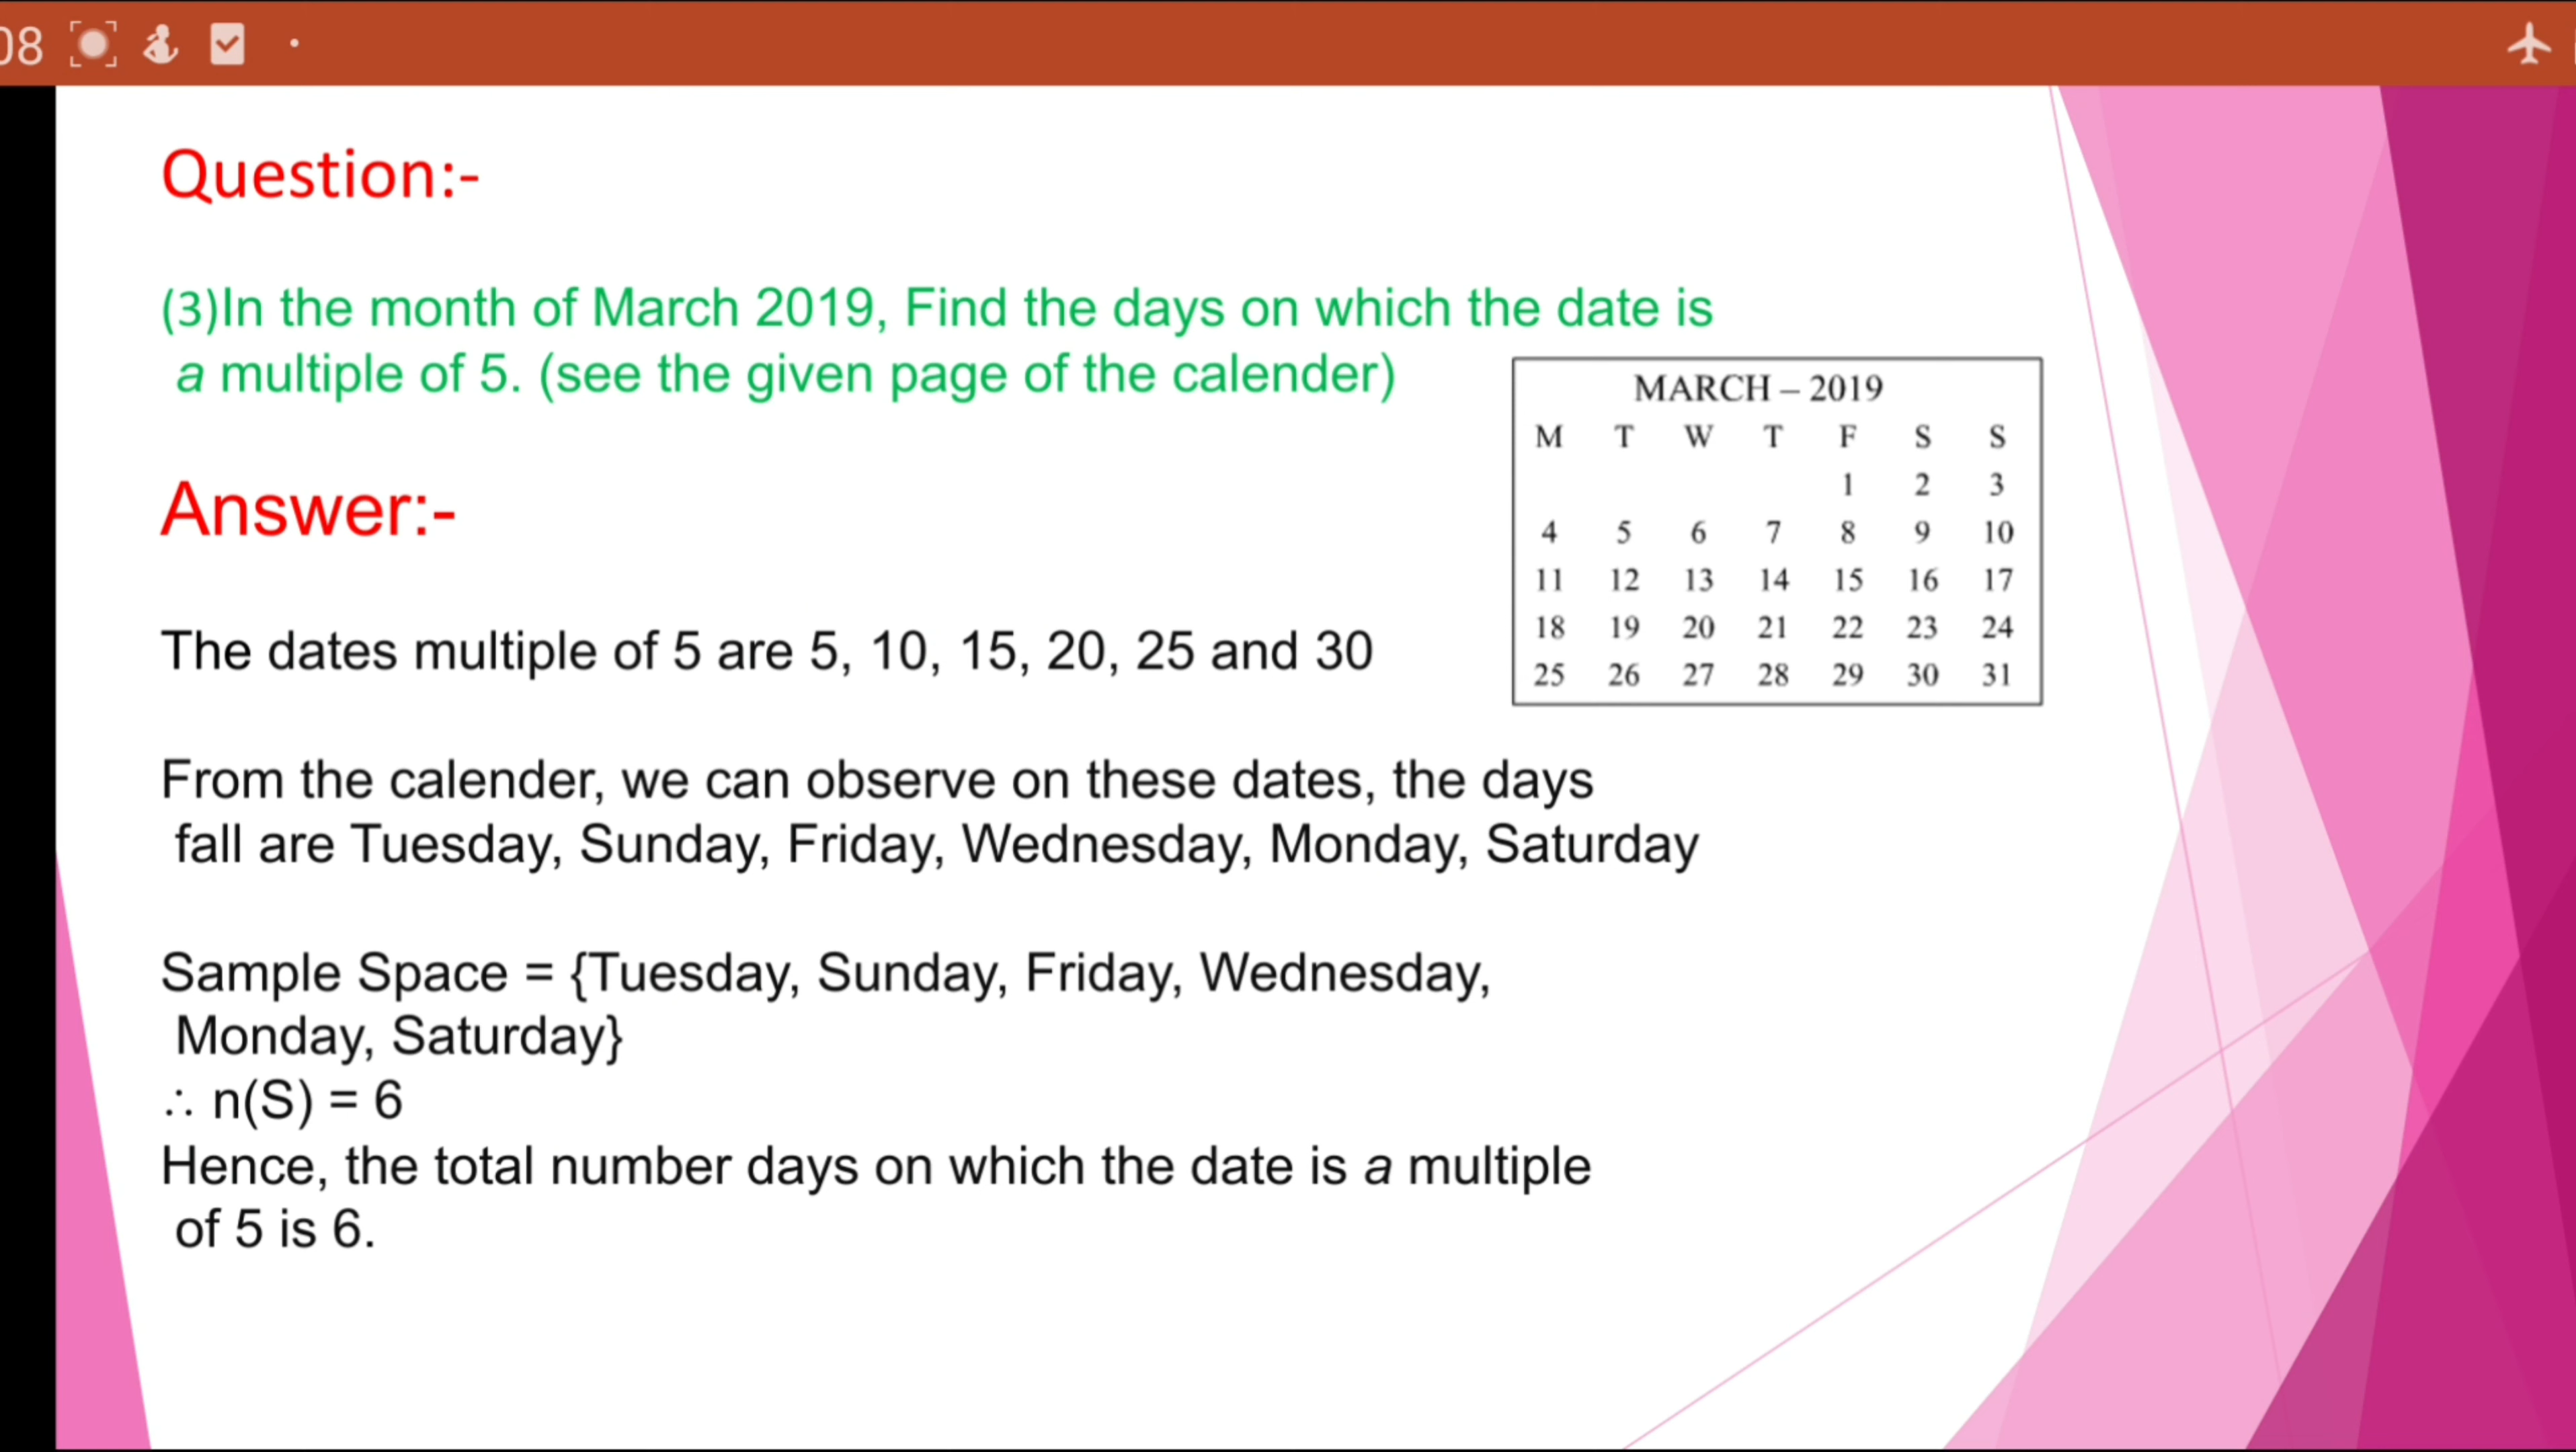 08
Question:-
(3)In the month of March 2019, Find the days on which the date is
a multiple of 5. (see the given page of the calender)
MARCH – 2019
M T W T F S S
1 2 3
4 5 6 7 8 9 10
11 12 13 14 15 16 17
18 19 20 21 22 23 24
25 26 27 28 29 30 31
Answer:-
The dates multiple of 5 are 5, 10, 15, 20, 25 and 30
From the calender, we can observe on these dates, the days
fall are Tuesday, Sunday, Friday, Wednesday, Monday, Saturday
Sample Space = {Tuesday, Sunday, Friday, Wednesday,
Monday, Saturday}
∴ n(S) = 6
Hence, the total number days on which the date is a multiple
of 5 is 6.